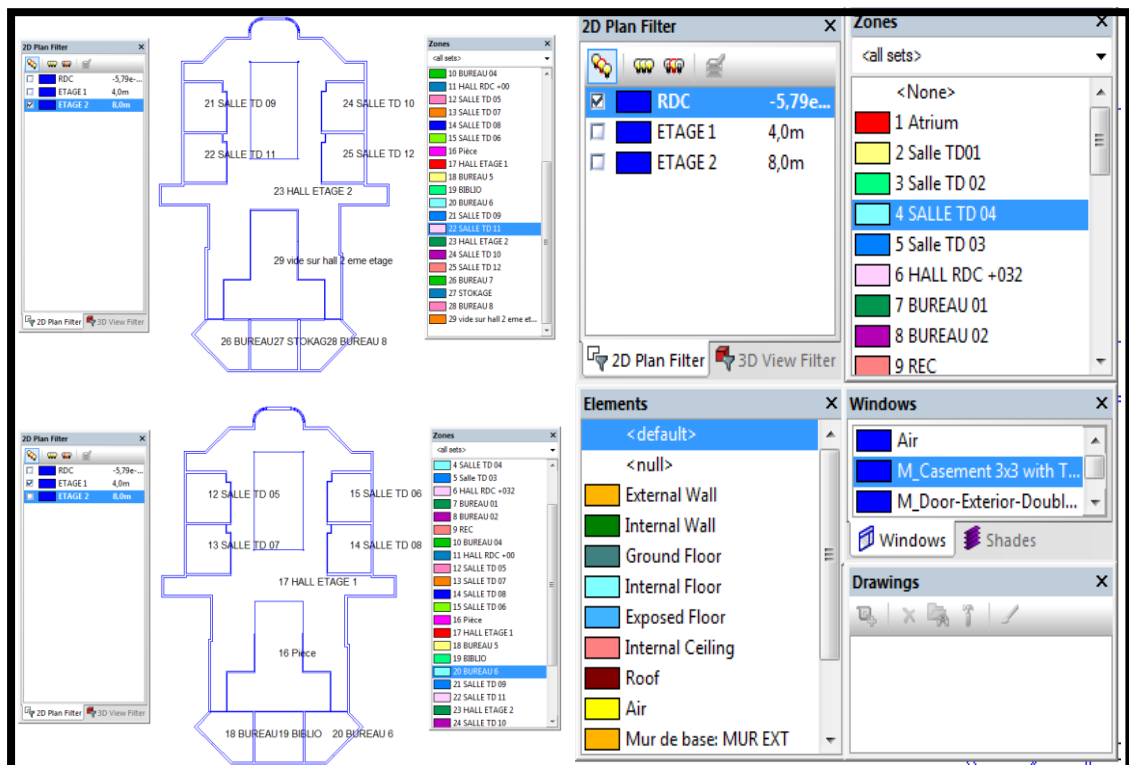 2D Plan Filter
RDC -5,79e-...
ETAGE 1 4,0m
ETAGE 2 8,0m
2D Plan Filter 3D View Filter
21 SALLE TD 09
24 SALLE TD 10
22 SALLE TD 11
25 SALLE TD 12
23 HALL ETAGE 2
29 vide sur hall 2 eme etage
26 BUREAU27 STOKAG28 BUREAU 8
Zones
<all sets>
10 BUREAU 04
11 HALL RDC +00
12 SALLE TD 05
13 SALLE TD 07
14 SALLE TD 08
15 SALLE TD 06
16 Pièce
17 HALL ETAGE 1
18 BUREAU 5
19 BIBLIO
20 BUREAU 6
21 SALLE TD 09
22 SALLE TD 11
23 HALL ETAGE 2
24 SALLE TD 10
25 SALLE TD 12
26 BUREAU 7
27 STOKAGE
28 BUREAU 8
29 vide sur hall 2 eme et...
2D Plan Filter
RDC -5,79e...
ETAGE 1 4,0m
ETAGE 2 8,0m
2D Plan Filter 3D View Filter
Zones
<all sets>
<None>
1 Atrium
2 Salle TD01
3 Salle TD 02
4 SALLE TD 04
5 Salle TD 03
6 HALL RDC +032
7 BUREAU 01
8 BUREAU 02
9 REC
2D Plan Filter
RDC -5,79e-...
ETAGE 1 4,0m
ETAGE 2 8,0m
2D Plan Filter 3D View Filter
12 SALLE TD 05
15 SALLE TD 06
13 SALLE TD 07
14 SALLE TD 08
17 HALL ETAGE 1
16 Pièce
18 BUREAU19 BIBLIO 20 BUREAU 6
Zones
<all sets>
4 SALLE TD 04
5 Salle TD 03
6 HALL RDC +032
7 BUREAU 01
8 BUREAU 02
9 REC
10 BUREAU 04
11 HALL RDC +00
12 SALLE TD 05
13 SALLE TD 07
14 SALLE TD 08
15 SALLE TD 06
16 Pièce
17 HALL ETAGE 1
18 BUREAU 5
19 BIBLIO
20 BUREAU 6
21 SALLE TD 09
22 SALLE TD 11
23 HALL ETAGE 2
24 SALLE TD 10
Elements
<default>
<null>
External Wall
Internal Wall
Ground Floor
Internal Floor
Exposed Floor
Internal Ceiling
Roof
Air
Mur de base: MUR EXT
Windows
Air
M_Casement 3x3 with T...
M_Door-Exterior-Doubl...
Windows Shades
Drawings